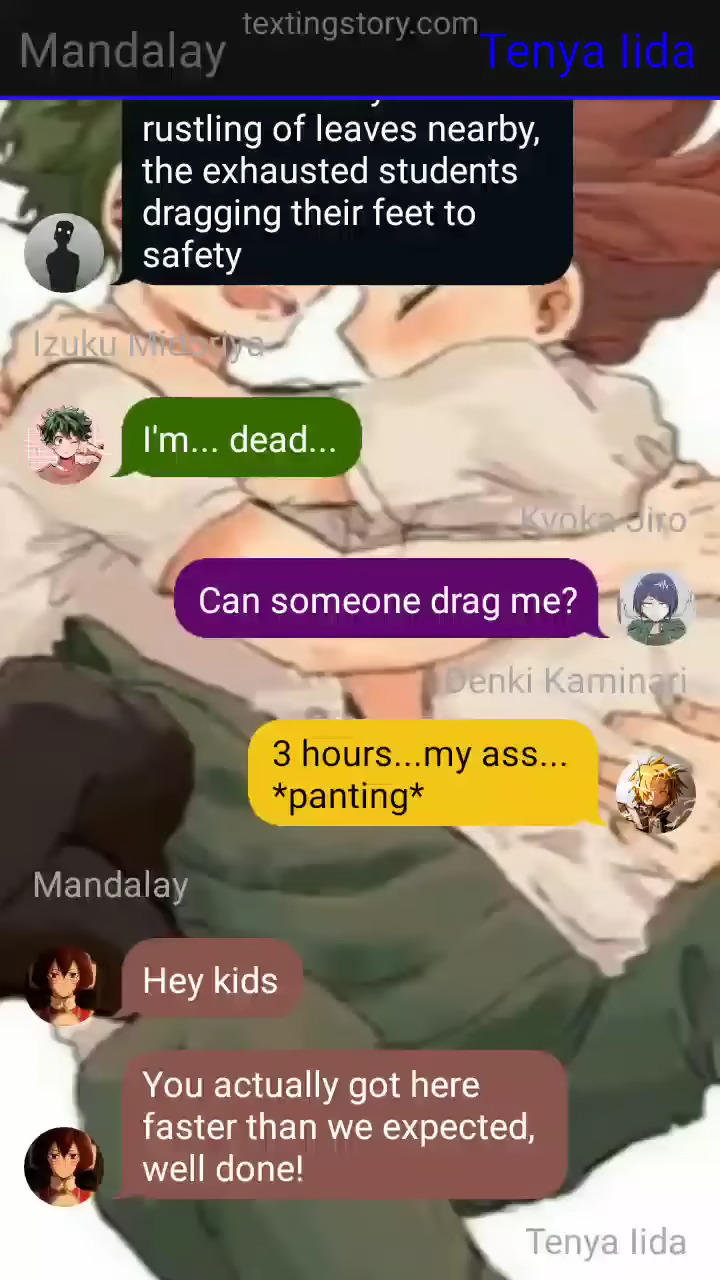 textingstory.com
Mandalay
Tenya Iida
rustling of leaves nearby,
the exhausted students
dragging their feet to
safety
Izuku Midoriya
I'm... dead...
Kyoka Jiro
Can someone drag me?
Denki Kaminari
3 hours...my ass...
*panting*
Mandalay
Hey kids
You actually got here
faster than we expected,
well done!
Tenya Iida